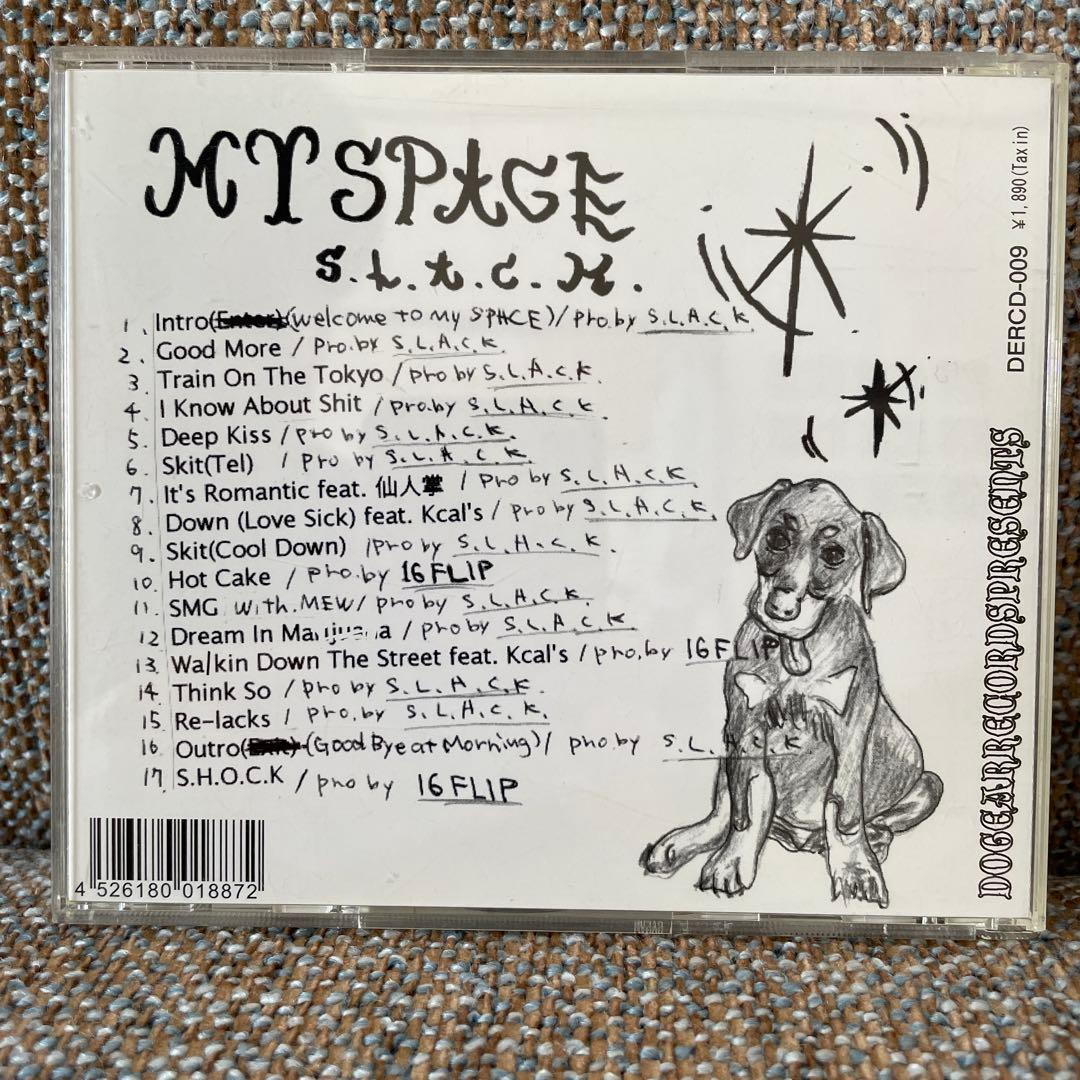 MY SPACE
S.L.A.C.K.
1. Intro(Enter)(welcome to my SPACE)/ pro.by S.L.A.C.K
2. Good More / Pro.by S.L.A.C.K.
3. Train On The Tokyo / pro by S.L.A.C.K.
4. I Know About Shit / pro.by S.L.A.C.K.
5. Deep Kiss / Pro by S.L.A.C.K.
6. Skit(Tel) / Pro by S.L.A.C.K.
7. It's Romantic feat. 仙人掌 / Pro by S.L.A.C.K.
8. Down (Love Sick) feat. Kcal's / pro by S.L.A.C.K.
9. Skit(Cool Down) /Pro by S.L.A.C.K.
10. Hot Cake / pro.by 16FLIP
11. SMG with.MEW/ pro by S.L.A.C.K.
12 Dream In Marijuana / pro by S.L.A.C.K.
13. Walkin Down The Street feat. Kcal's / pro.by 16FLIP
14. Think So / pro by S.L.A.C.K.
15 Re-lacks / pro.by S.L.A.C.K.
16. Outro(Exit)(Good Bye at Morning)/ pro.by S.L.A.C.K
17 S.H.O.C.K / pro by 16FLIP
4 526180 018872
DERCD-009 ¥1,890(Tax in)
DOGEARRECORDSPRESENTS